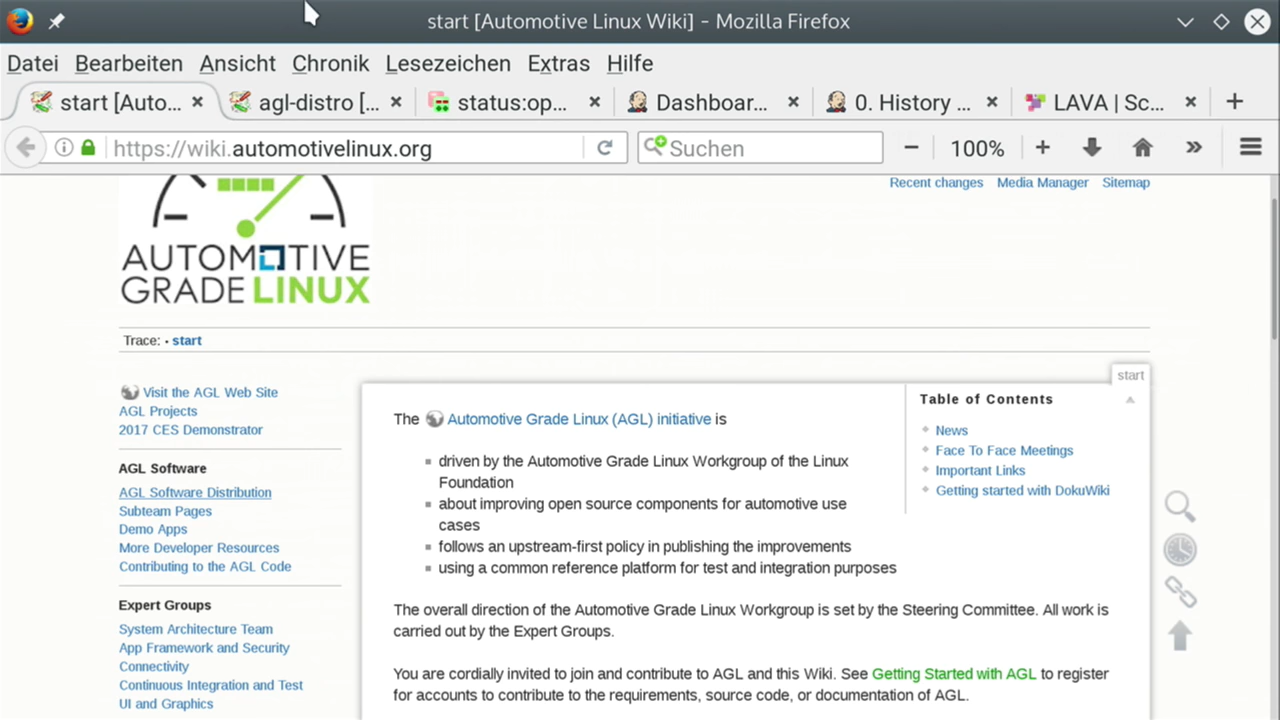 start [Automotive Linux Wiki] - Mozilla Firefox
Datei Bearbeiten Ansicht Chronik Lesezeichen Extras Hilfe
start [Auto... agl-distro [... status:op... Dashboar... 0. History ... LAVA | Sc...
https://wiki.automotivelinux.org Suchen 100%
Recent changes Media Manager Sitemap
AUTOMOTIVE
GRADE LINUX
Trace: • start
start
Visit the AGL Web Site
AGL Projects
2017 CES Demonstrator
AGL Software
AGL Software Distribution
Subteam Pages
Demo Apps
More Developer Resources
Contributing to the AGL Code
Expert Groups
System Architecture Team
App Framework and Security
Connectivity
Continuous Integration and Test
UI and Graphics
The Automotive Grade Linux (AGL) initiative is
driven by the Automotive Grade Linux Workgroup of the Linux
Foundation
about improving open source components for automotive use
cases
follows an upstream-first policy in publishing the improvements
using a common reference platform for test and integration purposes
The overall direction of the Automotive Grade Linux Workgroup is set by the Steering Committee. All work is
carried out by the Expert Groups.
You are cordially invited to join and contribute to AGL and this Wiki. See Getting Started with AGL to register
for accounts to contribute to the requirements, source code, or documentation of AGL.
Table of Contents
News
Face To Face Meetings
Important Links
Getting started with DokuWiki